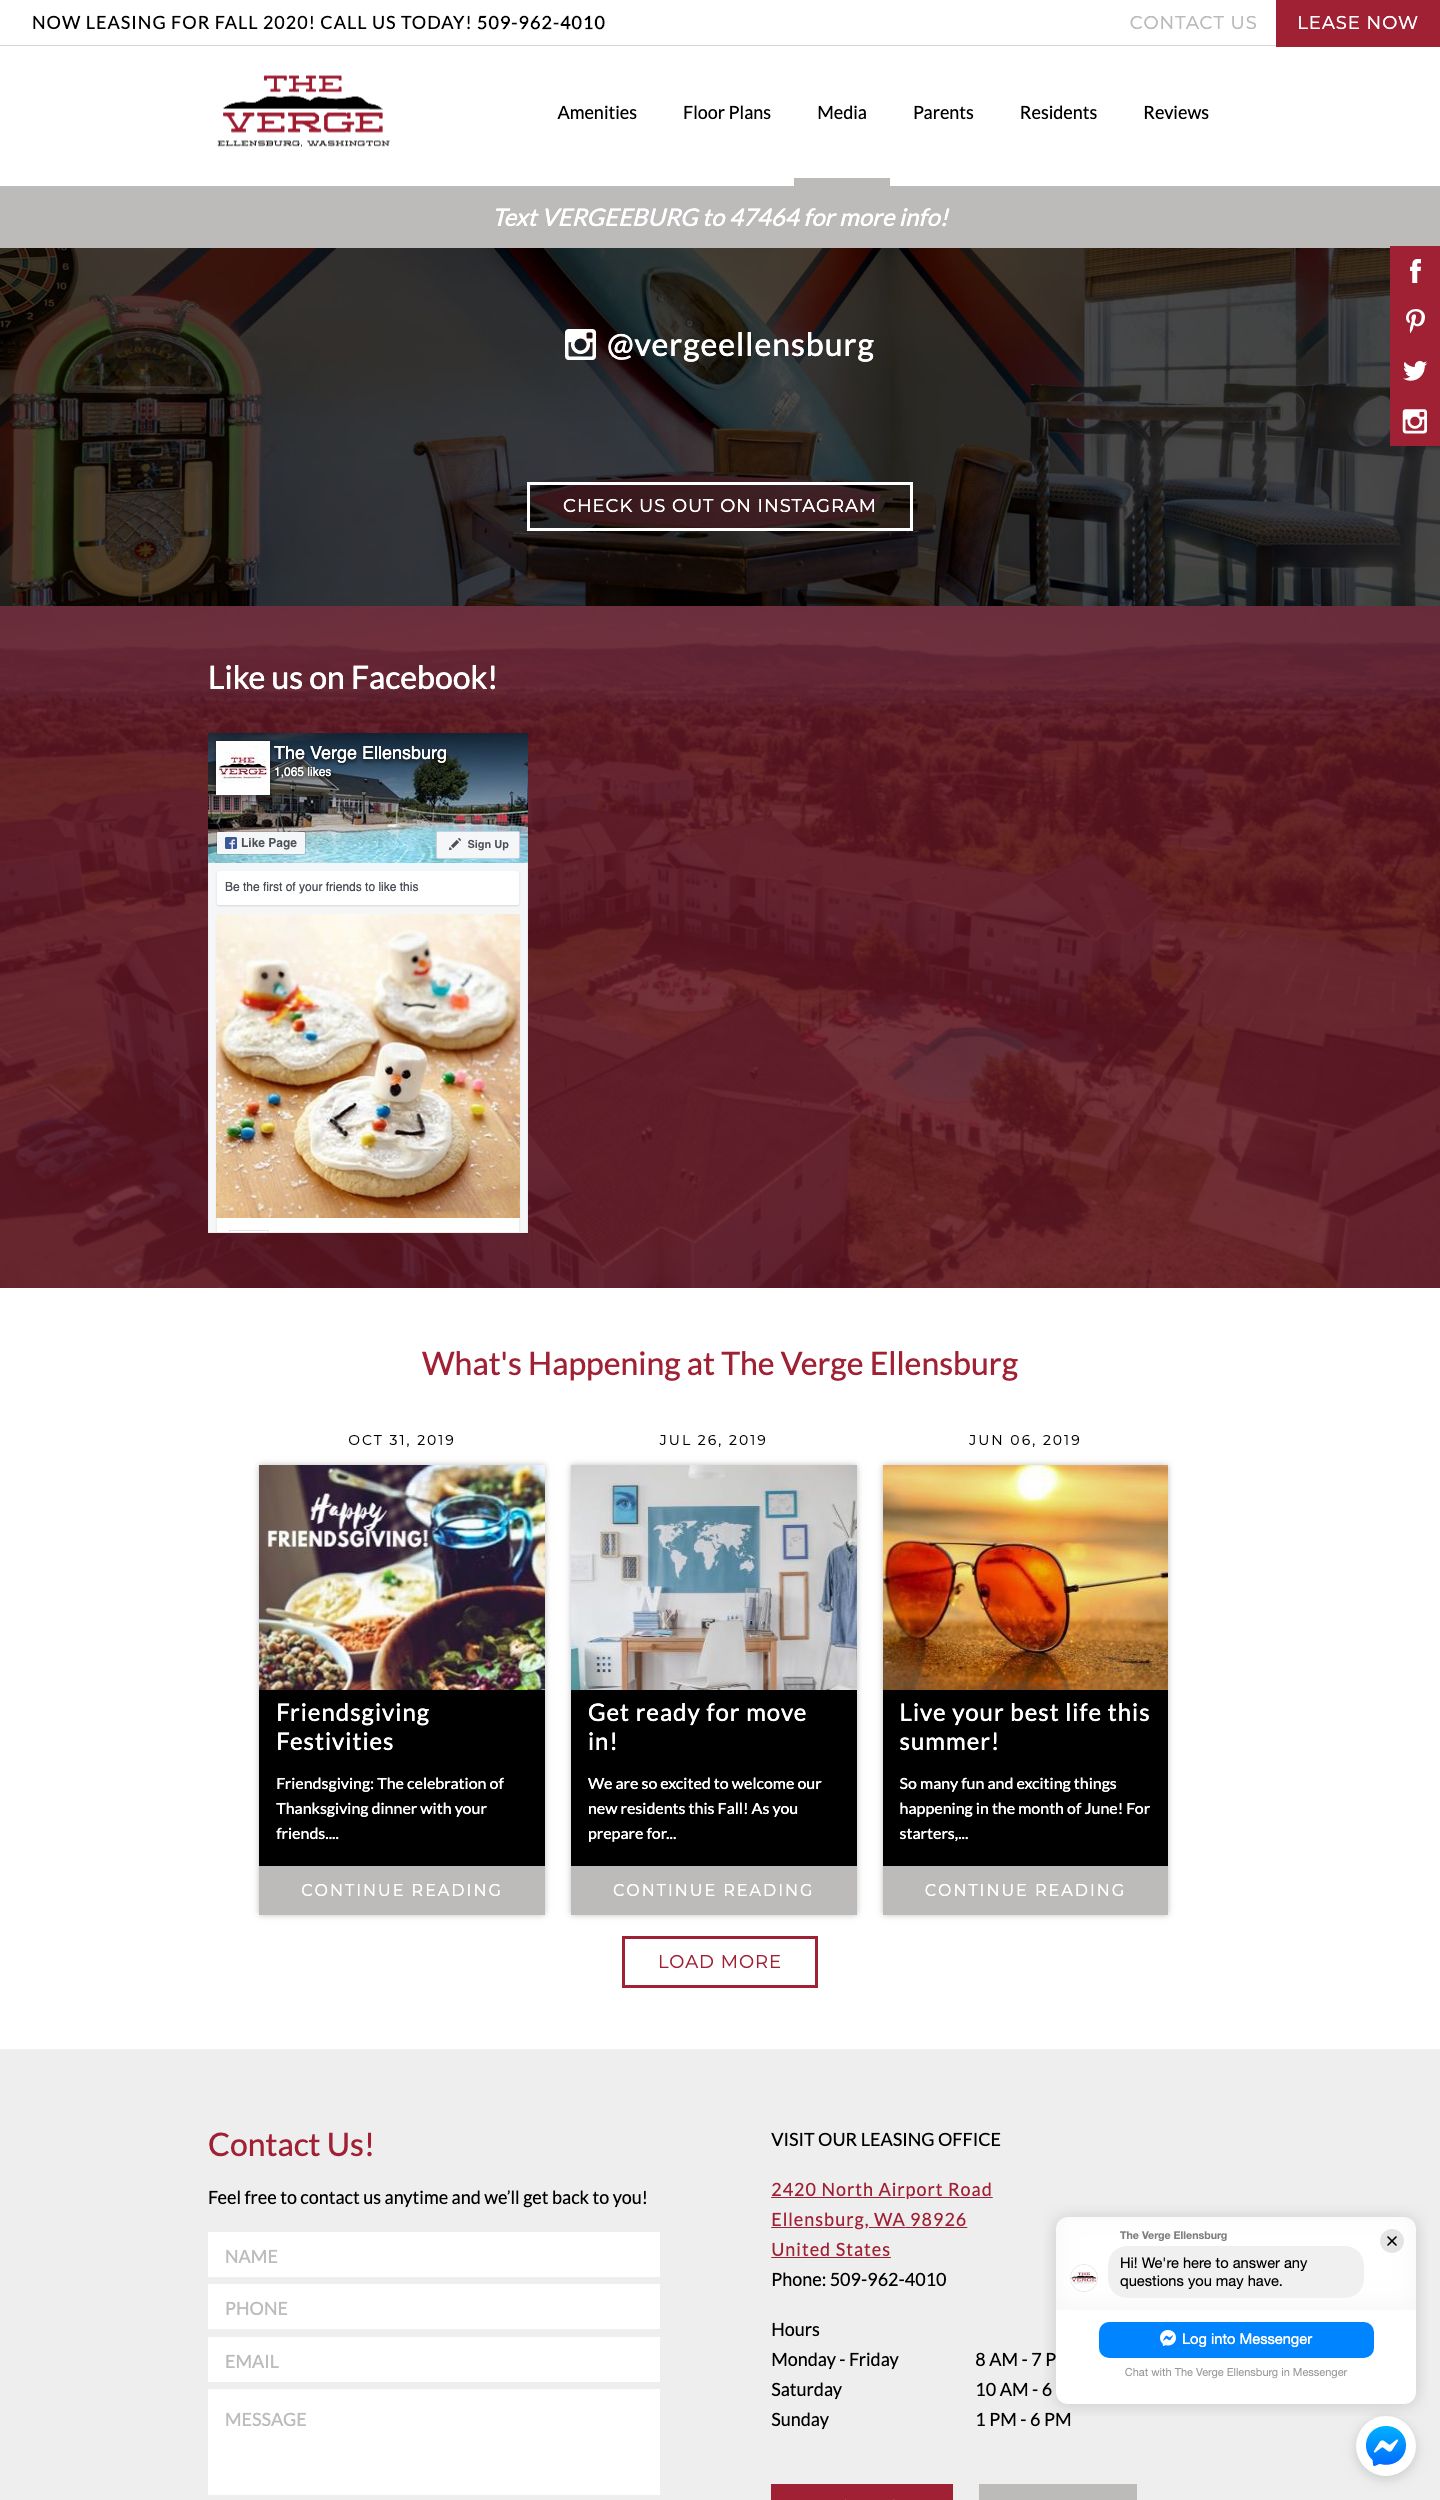 NOW LEASING FOR FALL 2020! CALL US TODAY! 509-962-4010
CONTACT US
LEASE NOW
THE
VERGE
ELLENSBURG, WASHINGTON
Amenities
Floor Plans
Media
Parents
Residents
Reviews
Text VERGEEBURG to 47464 for more info!
@vergeellensburg
CHECK US OUT ON INSTAGRAM
Like us on Facebook!
THE
VERGE
The Verge Ellensburg
1,065 likes
Like Page
Sign Up
Be the first of your friends to like this
What's Happening at The Verge Ellensburg
OCT 31, 2019
JUL 26, 2019
JUN 06, 2019
Happy
FRIENDSGIVING!
W
Friendsgiving
Festivities
Friendsgiving: The celebration of
Thanksgiving dinner with your
friends....
CONTINUE READING
Get ready for move
in!
We are so excited to welcome our
new residents this Fall! As you
prepare for...
CONTINUE READING
Live your best life this
summer!
So many fun and exciting things
happening in the month of June! For
starters,...
CONTINUE READING
LOAD MORE
Contact Us!
Feel free to contact us anytime and we’ll get back to you!
NAME
PHONE
EMAIL
MESSAGE
VISIT OUR LEASING OFFICE
2420 North Airport Road
Ellensburg, WA 98926
United States
Phone: 509-962-4010
Hours
Monday - Friday
8 AM - 7 P
Saturday
10 AM - 6
Sunday
1 PM - 6 PM
The Verge Ellensburg
Hi! We're here to answer any
questions you may have.
THE
VERGE
Log into Messenger
Chat with The Verge Ellensburg in Messenger